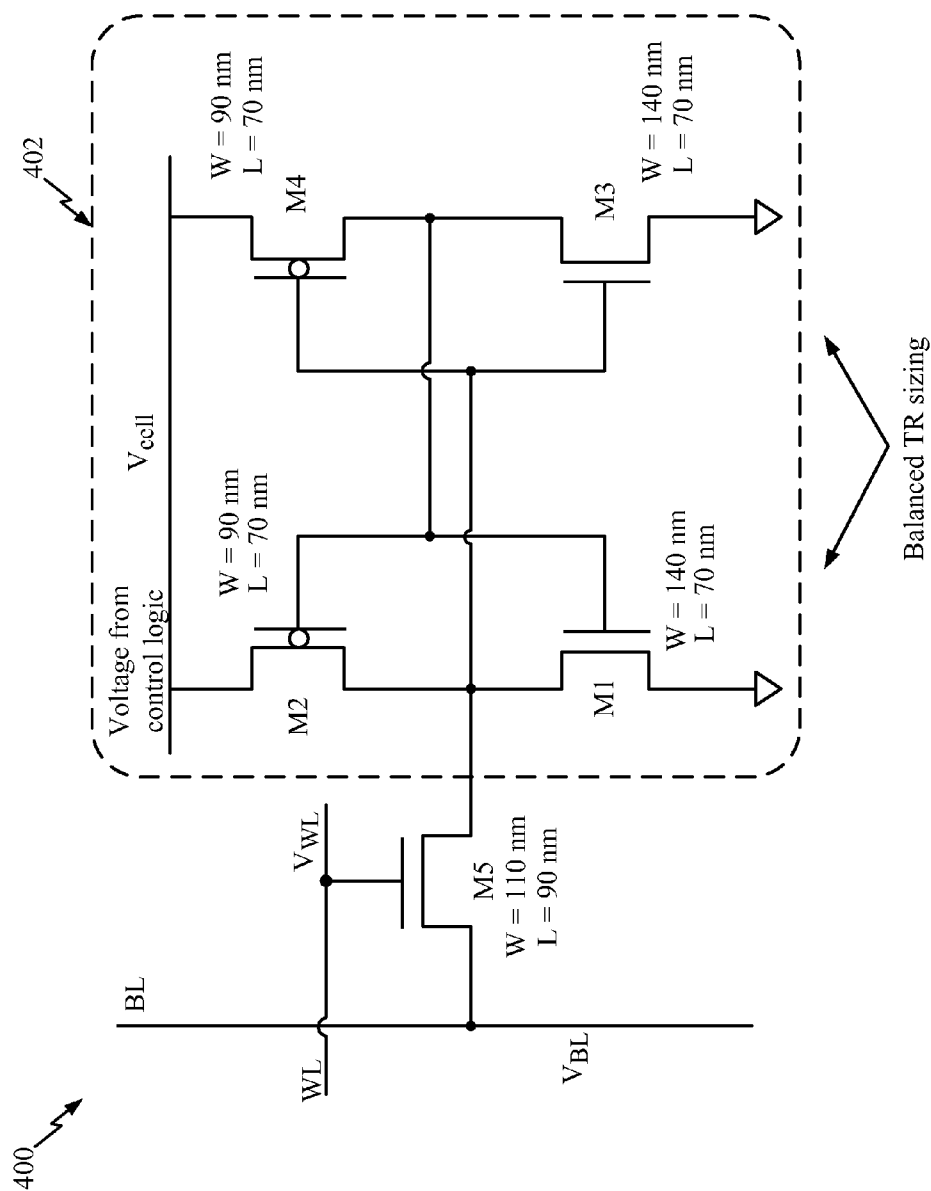 400
402
BL
WL
V_WL
V_BL
M5
W = 110 nm
L = 90 nm
Voltage from
control logic
V_cell
M2
W = 90 nm
L = 70 nm
M4
W = 90 nm
L = 70 nm
M1
W = 140 nm
L = 70 nm
M3
W = 140 nm
L = 70 nm
Balanced TR sizing